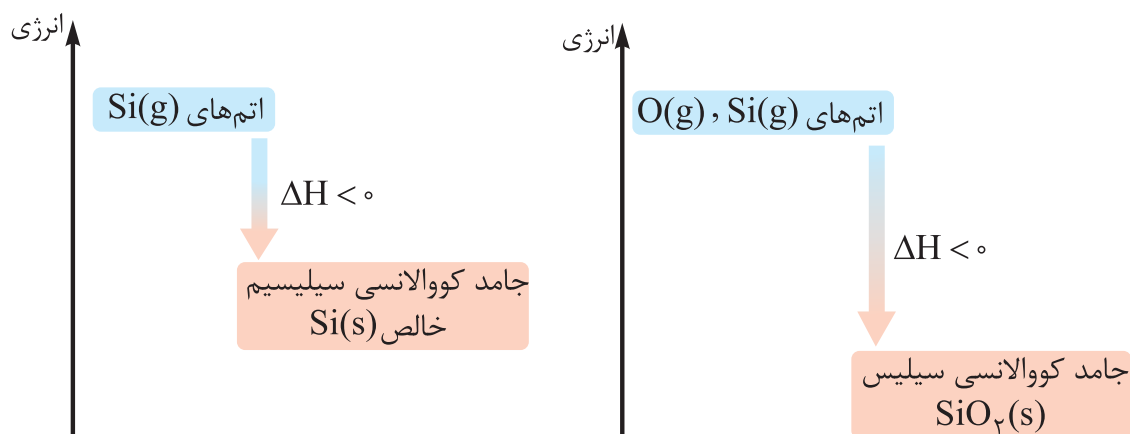 انرژی
اتم‌های Si(g)
ΔH < ۰
جامد کووالانسی سیلیسیم
خالص Si(s)
انرژی
اتم‌های O(g) ، Si(g)
ΔH < ۰
جامد کووالانسی سیلیس
SiO₂(s)